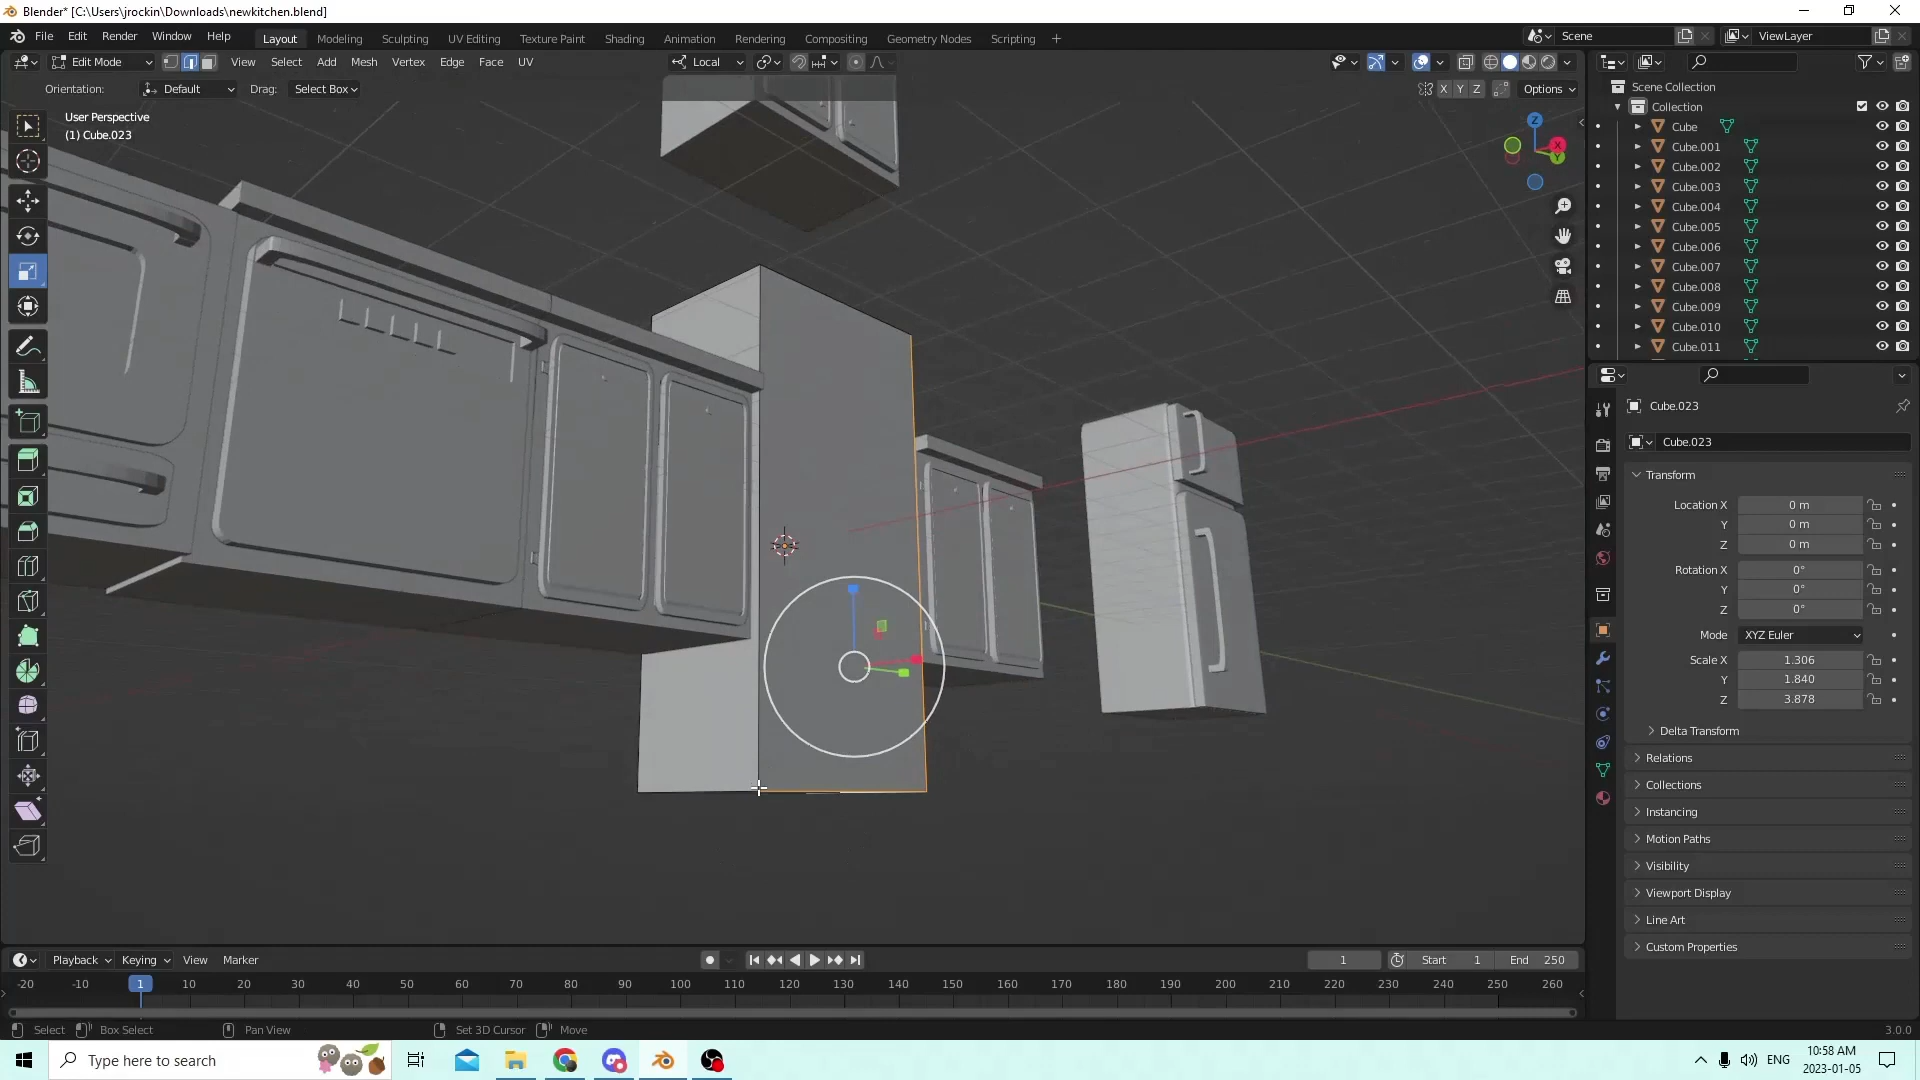 Blender* [C:\Users\jrockin\Downloads\newkitchen.blend]
File Edit Render Window Help Layout Modeling Sculpting UV Editing Texture Paint Shading Animation Rendering Compositing Geometry Nodes Scripting + Scene ViewLayer
Edit Mode View Select Add Mesh Vertex Edge Face UV Local
Orientation: Default Drag: Select Box X Y Z Options
User Perspective
(1) Cube.023
Z
X
Y
Scene Collection
Collection
Cube
Cube.001
Cube.002
Cube.003
Cube.004
Cube.005
Cube.006
Cube.007
Cube.008
Cube.009
Cube.010
Cube.011
Cube.023
Cube.023
Transform
Location X 0 m
Y 0 m
Z 0 m
Rotation X 0°
Y 0°
Z 0°
Mode XYZ Euler
Scale X 1.306
Y 1.840
Z 3.878
Delta Transform
Relations
Collections
Instancing
Motion Paths
Visibility
Viewport Display
Line Art
Custom Properties
Playback Keying View Marker 1 Start 1 End 250
-20 -10 1 10 20 30 40 50 60 70 80 90 100 110 120 130 140 150 160 170 180 190 200 210 220 230 240 250 260
Select Box Select Pan View Set 3D Cursor Move 3.0.0
Type here to search
ENG
10:58 AM
2023-01-05